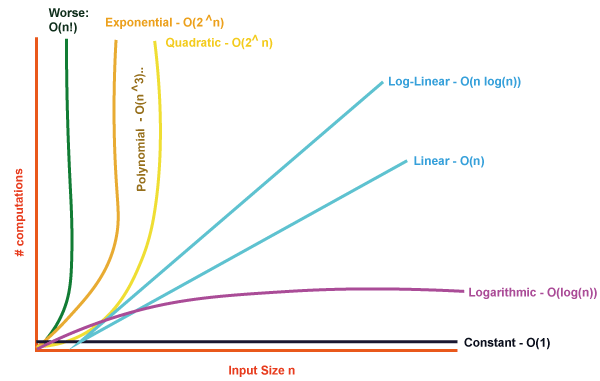 Worse:
O(n!)
Exponential - O(2^n)
Quadratic - O(2^ n)
Polynomial - O(n^3)..
Log-Linear - O(n log(n))
Linear - O(n)
# computations
Logarithmic - O(log(n))
Constant - O(1)
Input Size n